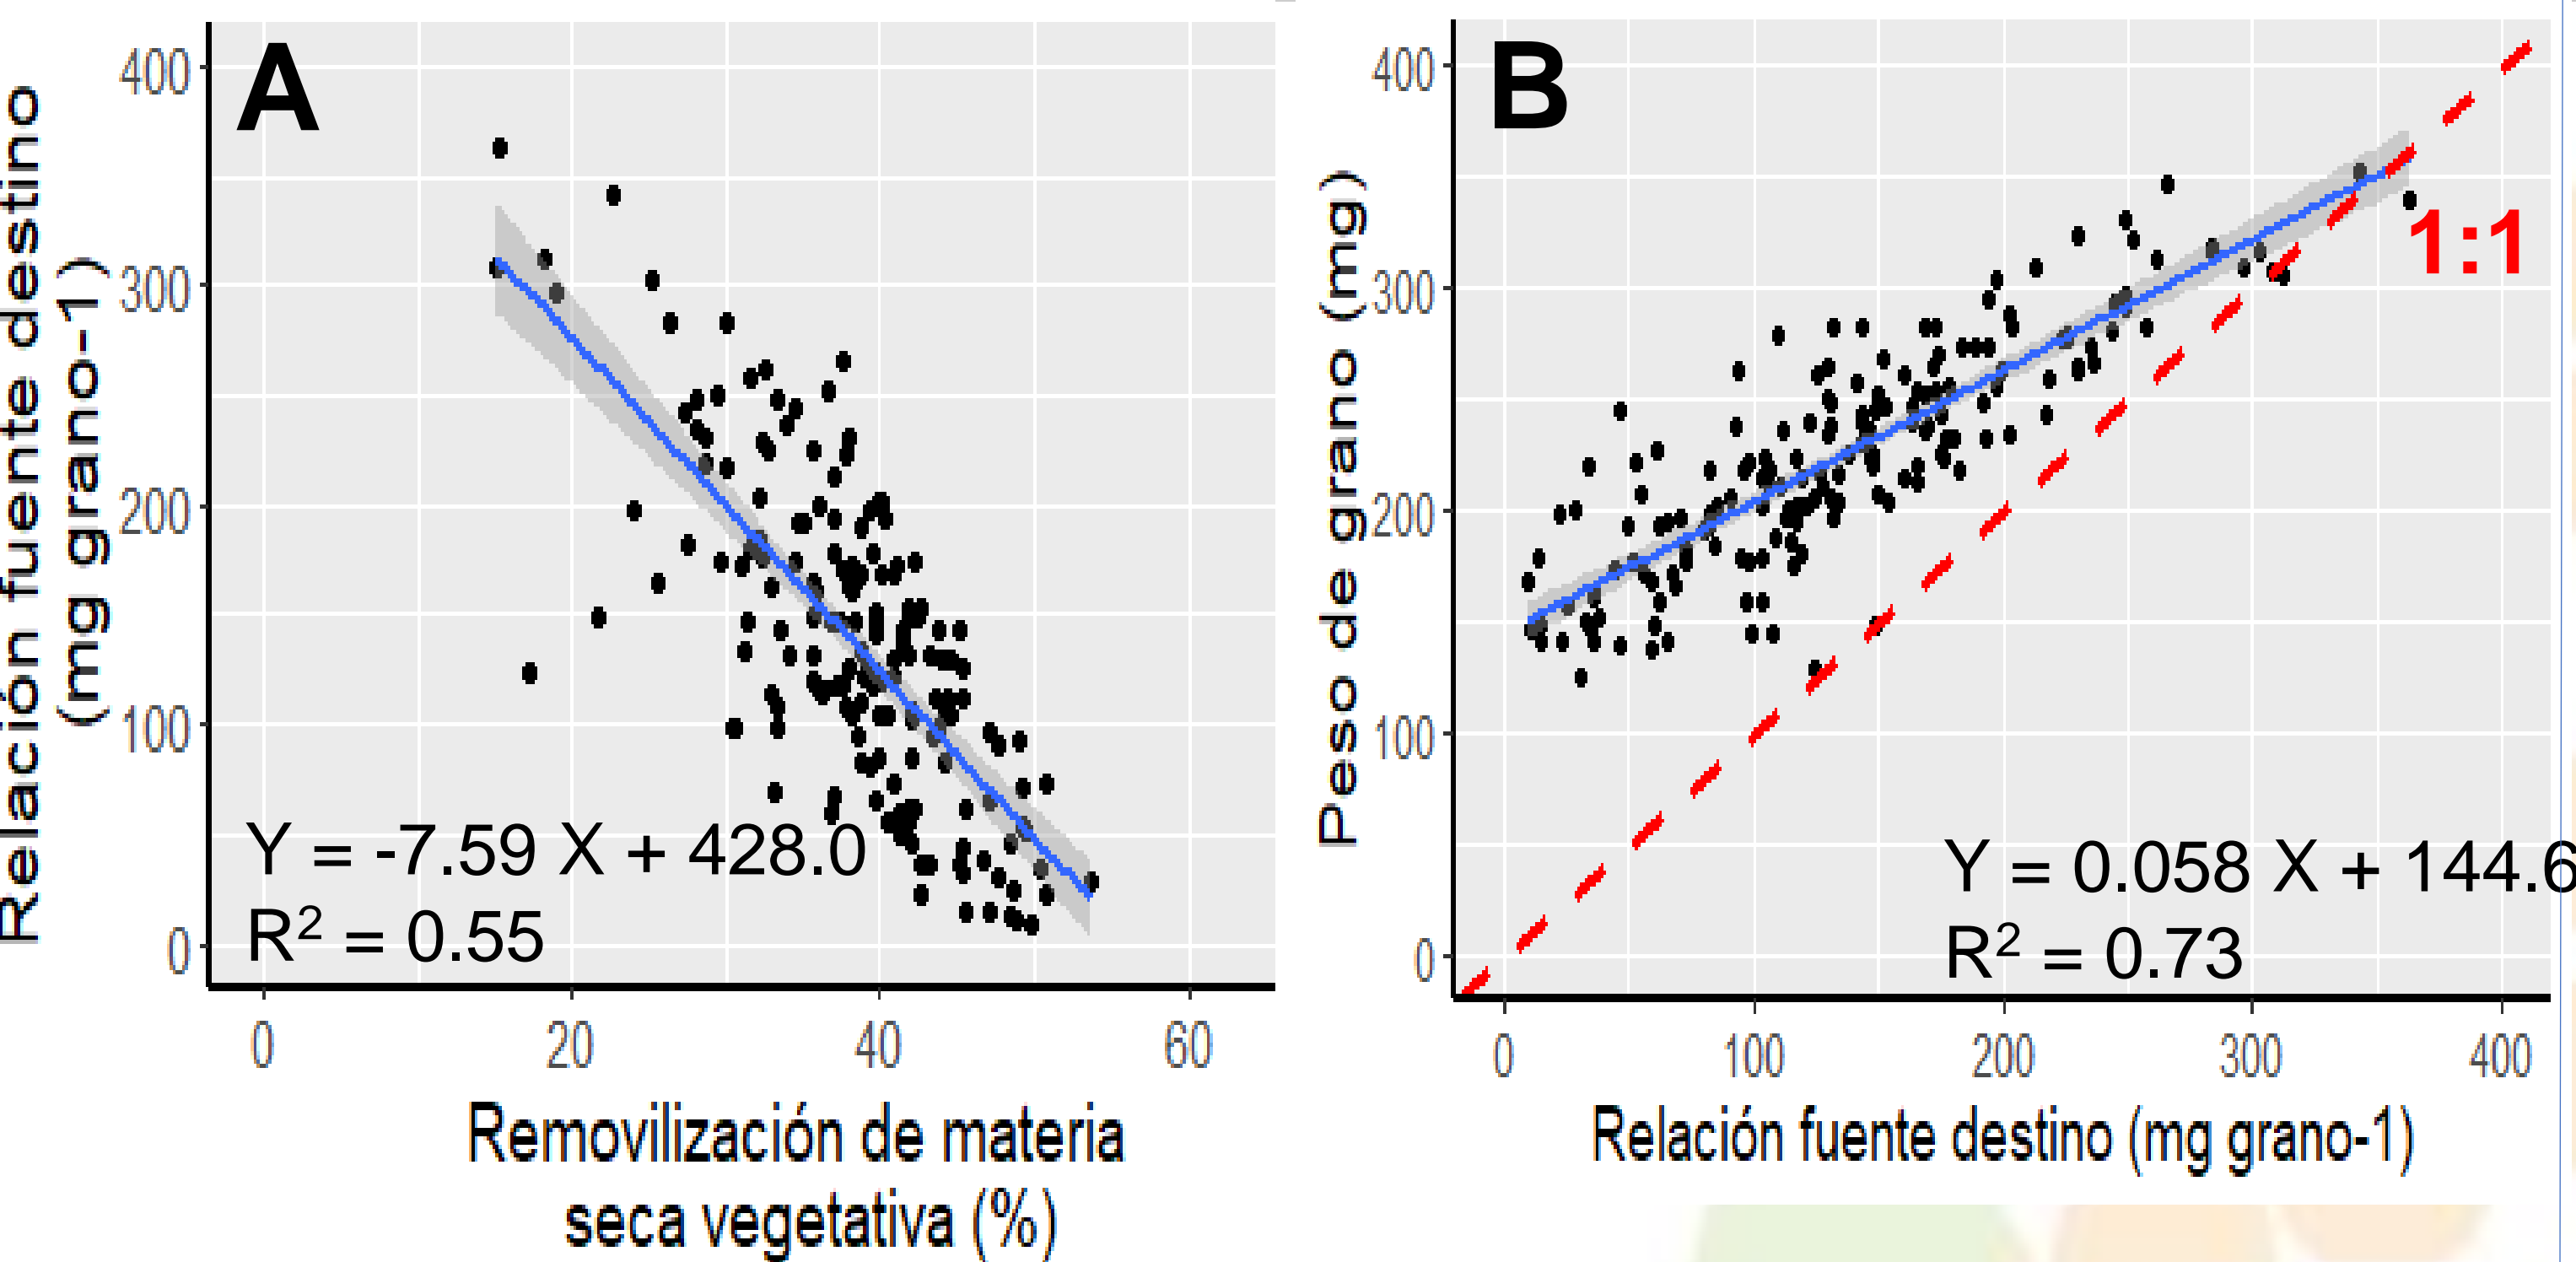 A
Relación fuente destino
(mg grano-1)
400
300
200
100
0
Y = -7.59 X + 428.0
R² = 0.55
0 20 40 60
Removilización de materia
seca vegetativa (%)
B
Peso de grano (mg)
400
300
200
100
0
1:1
Y = 0.058 X + 144.6
R² = 0.73
0 100 200 300 400
Relación fuente destino (mg grano-1)